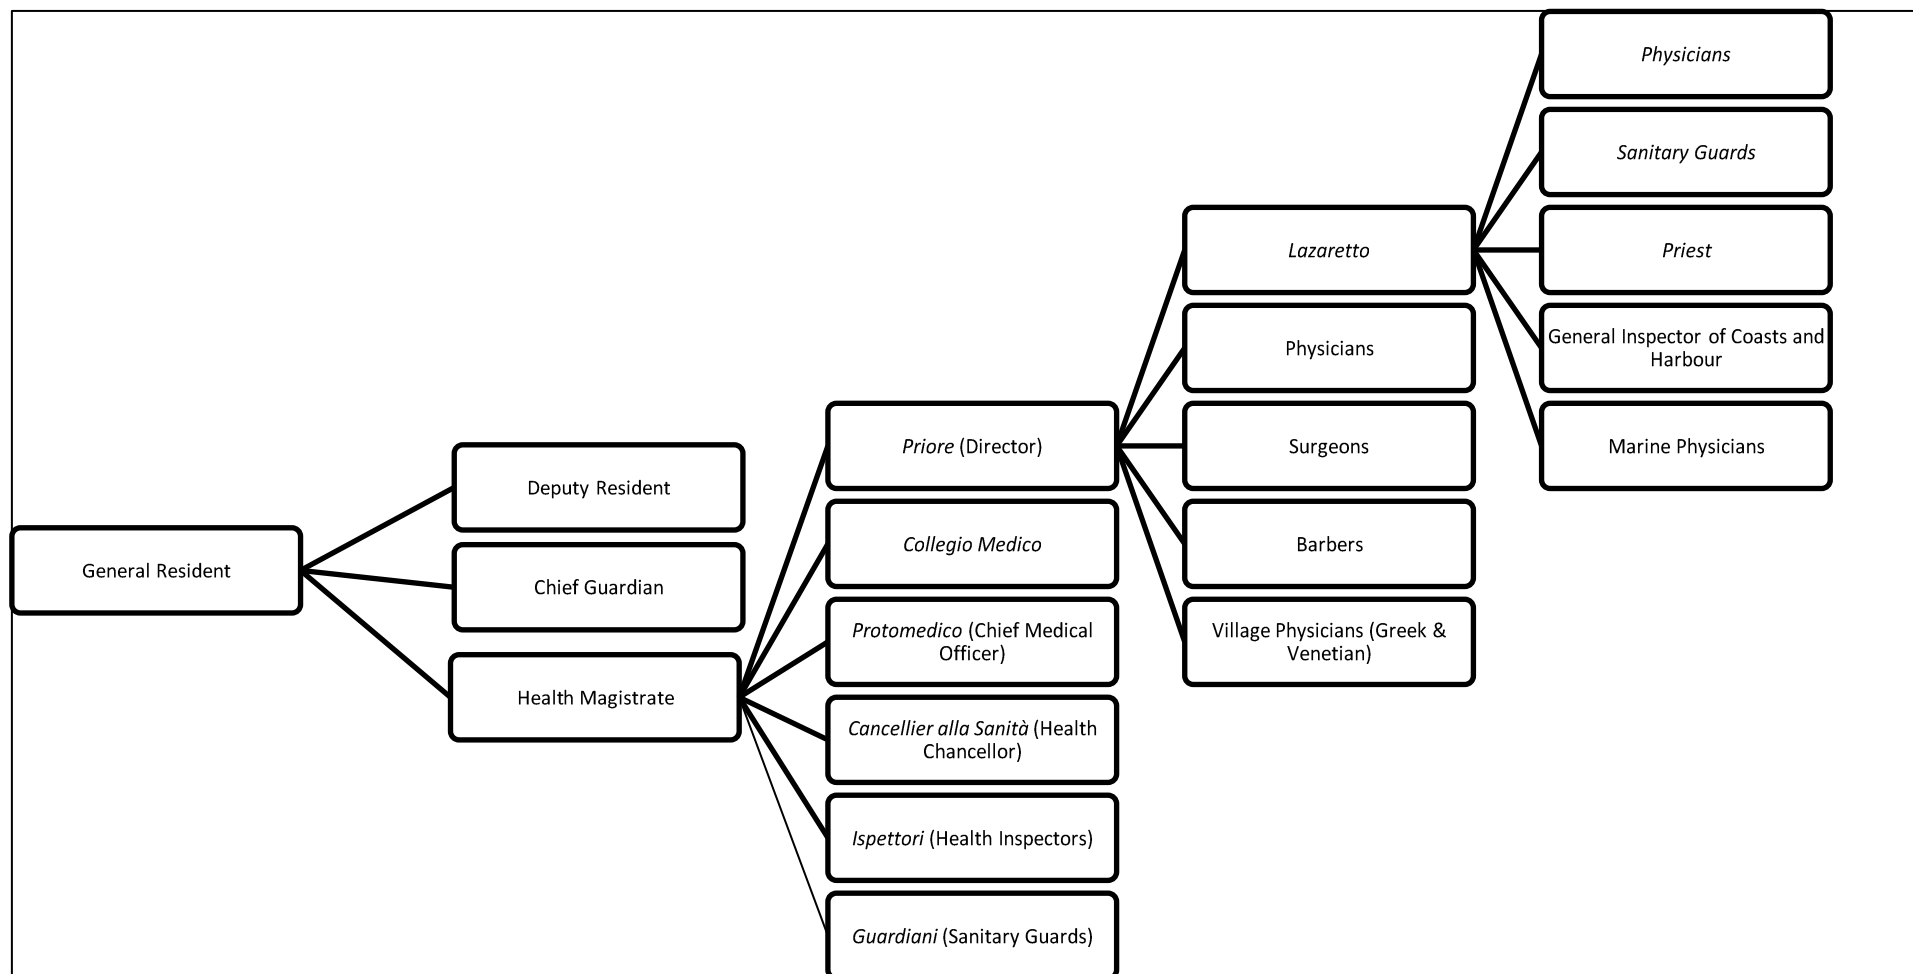 General Resident
Deputy Resident
Chief Guardian
Health Magistrate
Priore (Director)
Collegio Medico
Protomedico (Chief Medical
Officer)
Cancellier alla Sanità (Health
Chancellor)
Ispettori (Health Inspectors)
Guardiani (Sanitary Guards)
Lazaretto
Physicians
Surgeons
Barbers
Village Physicians (Greek &
Venetian)
Physicians
Sanitary Guards
Priest
General Inspector of Coasts and
Harbour
Marine Physicians